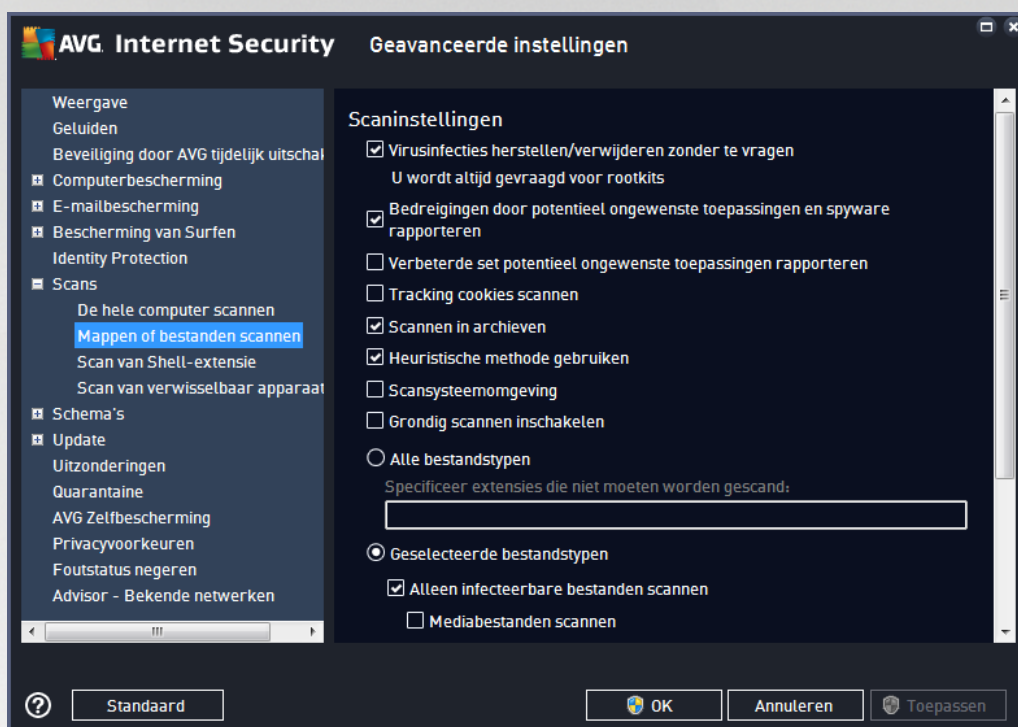 AVG. Internet Security
Geavanceerde instellingen
Weergave
Geluiden
Beveiliging door AVG tijdelijk uitschal
Computerbescherming
E-mailbescherming
Bescherming van Surfen
Identity Protection
Scans
De hele computer scannen
Mappen of bestanden scannen
Scan van Shell-extensie
Scan van verwisselbaar apparaat
Schema's
Update
Uitzonderingen
Quarantaine
AVG Zelfbescherming
Privacyvoorkeuren
Foutstatus negeren
Advisor - Bekende netwerken
Scaninstellingen
Virusinfecties herstellen/verwijderen zonder te vragen
U wordt altijd gevraagd voor rootkits
Bedreigingen door potentieel ongewenste toepassingen en spyware
rapporteren
Verbeterde set potentieel ongewenste toepassingen rapporteren
Tracking cookies scannen
Scannen in archieven
Heuristische methode gebruiken
Scansysteemomgeving
Grondig scannen inschakelen
Alle bestandstypen
Specificeer extensies die niet moeten worden gescand:
Geselecteerde bestandstypen
Alleen infecteerbare bestanden scannen
Mediabestanden scannen
?
Standaard
OK
Annuleren
Toepassen